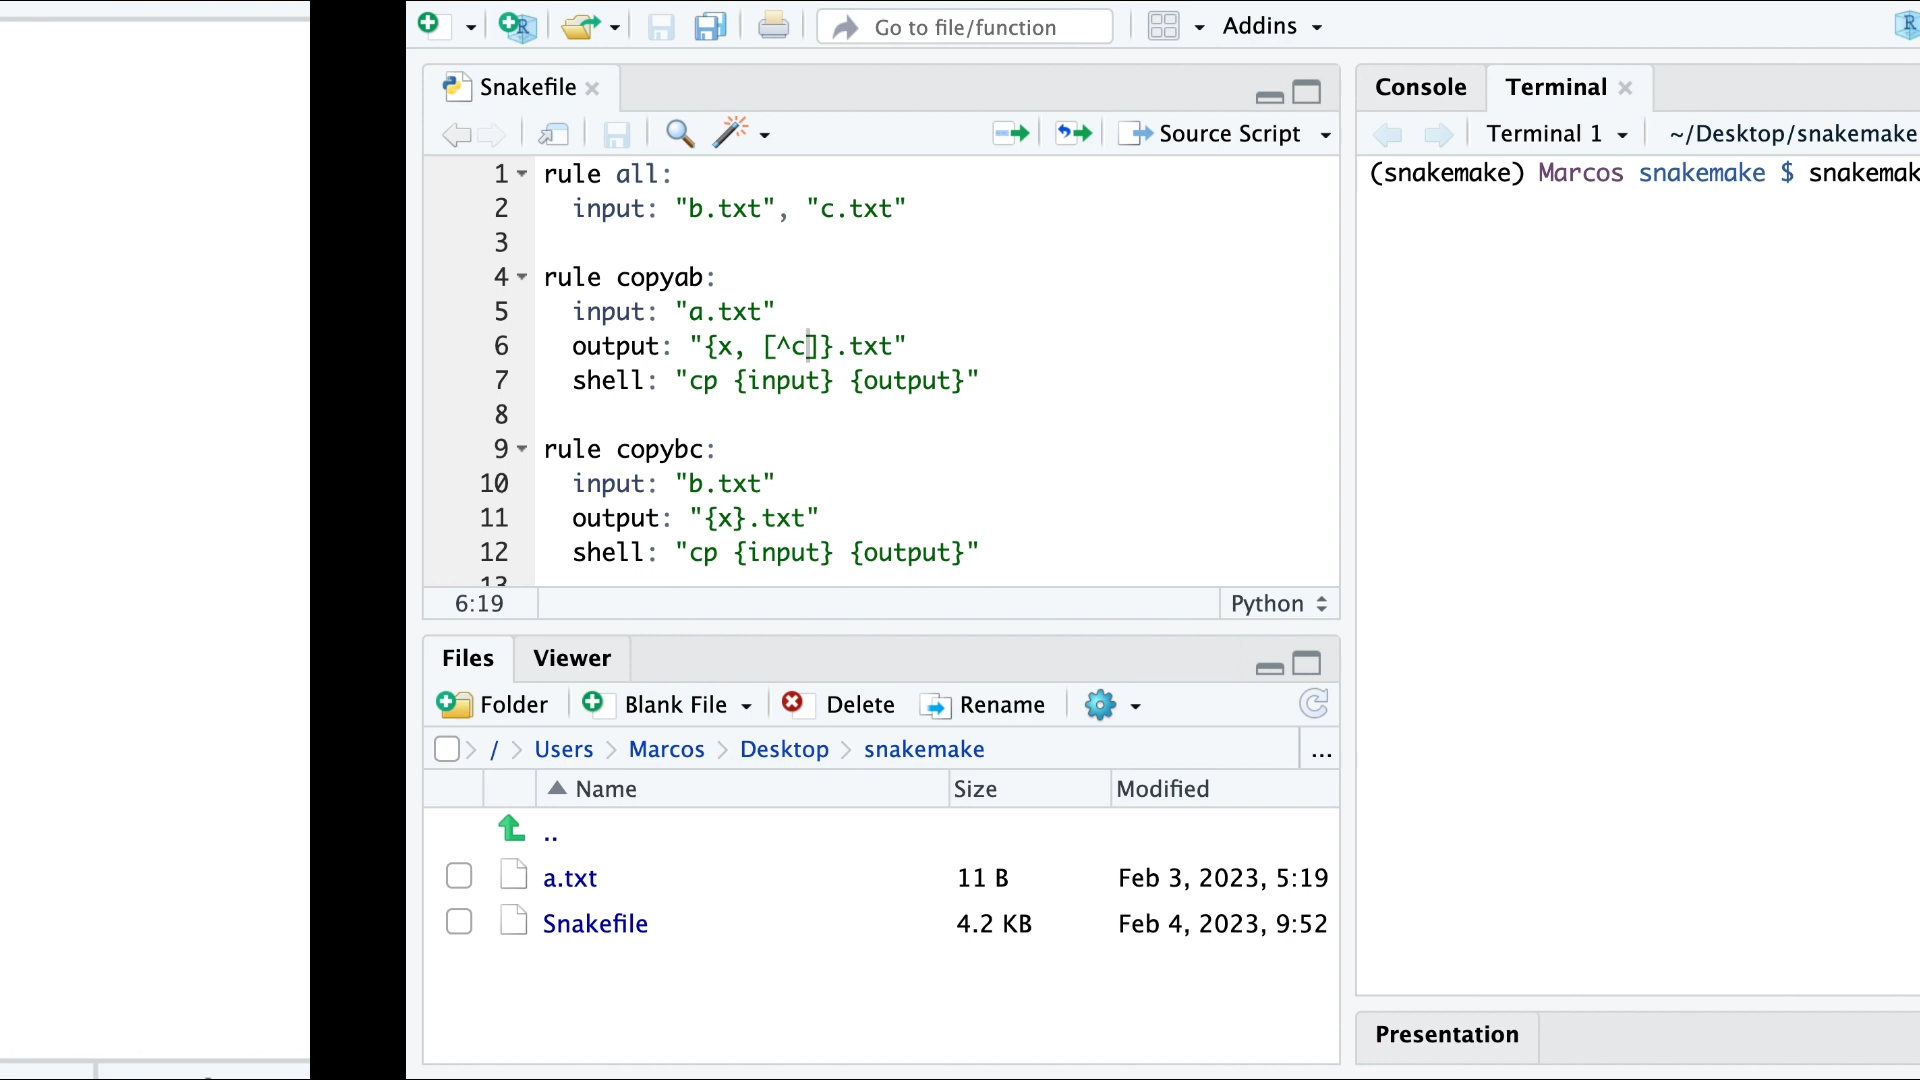 Go to file/function
Addins
Snakefile
Source Script
1 rule all:
2 input: "b.txt", "c.txt"
3
4 rule copyab:
5 input: "a.txt"
6 output: "{x, [^c]}.txt"
7 shell: "cp {input} {output}"
8
9 rule copybc:
10 input: "b.txt"
11 output: "{x}.txt"
12 shell: "cp {input} {output}"
13
6:19
Python
Files Viewer
Folder Blank File Delete Rename
/ Users Marcos Desktop snakemake ...
Name Size Modified
..
a.txt 11 B Feb 3, 2023, 5:19
Snakefile 4.2 KB Feb 4, 2023, 9:52
Console Terminal
Terminal 1 ~/Desktop/snakemake
(snakemake) Marcos snakemake $ snakemak
Presentation